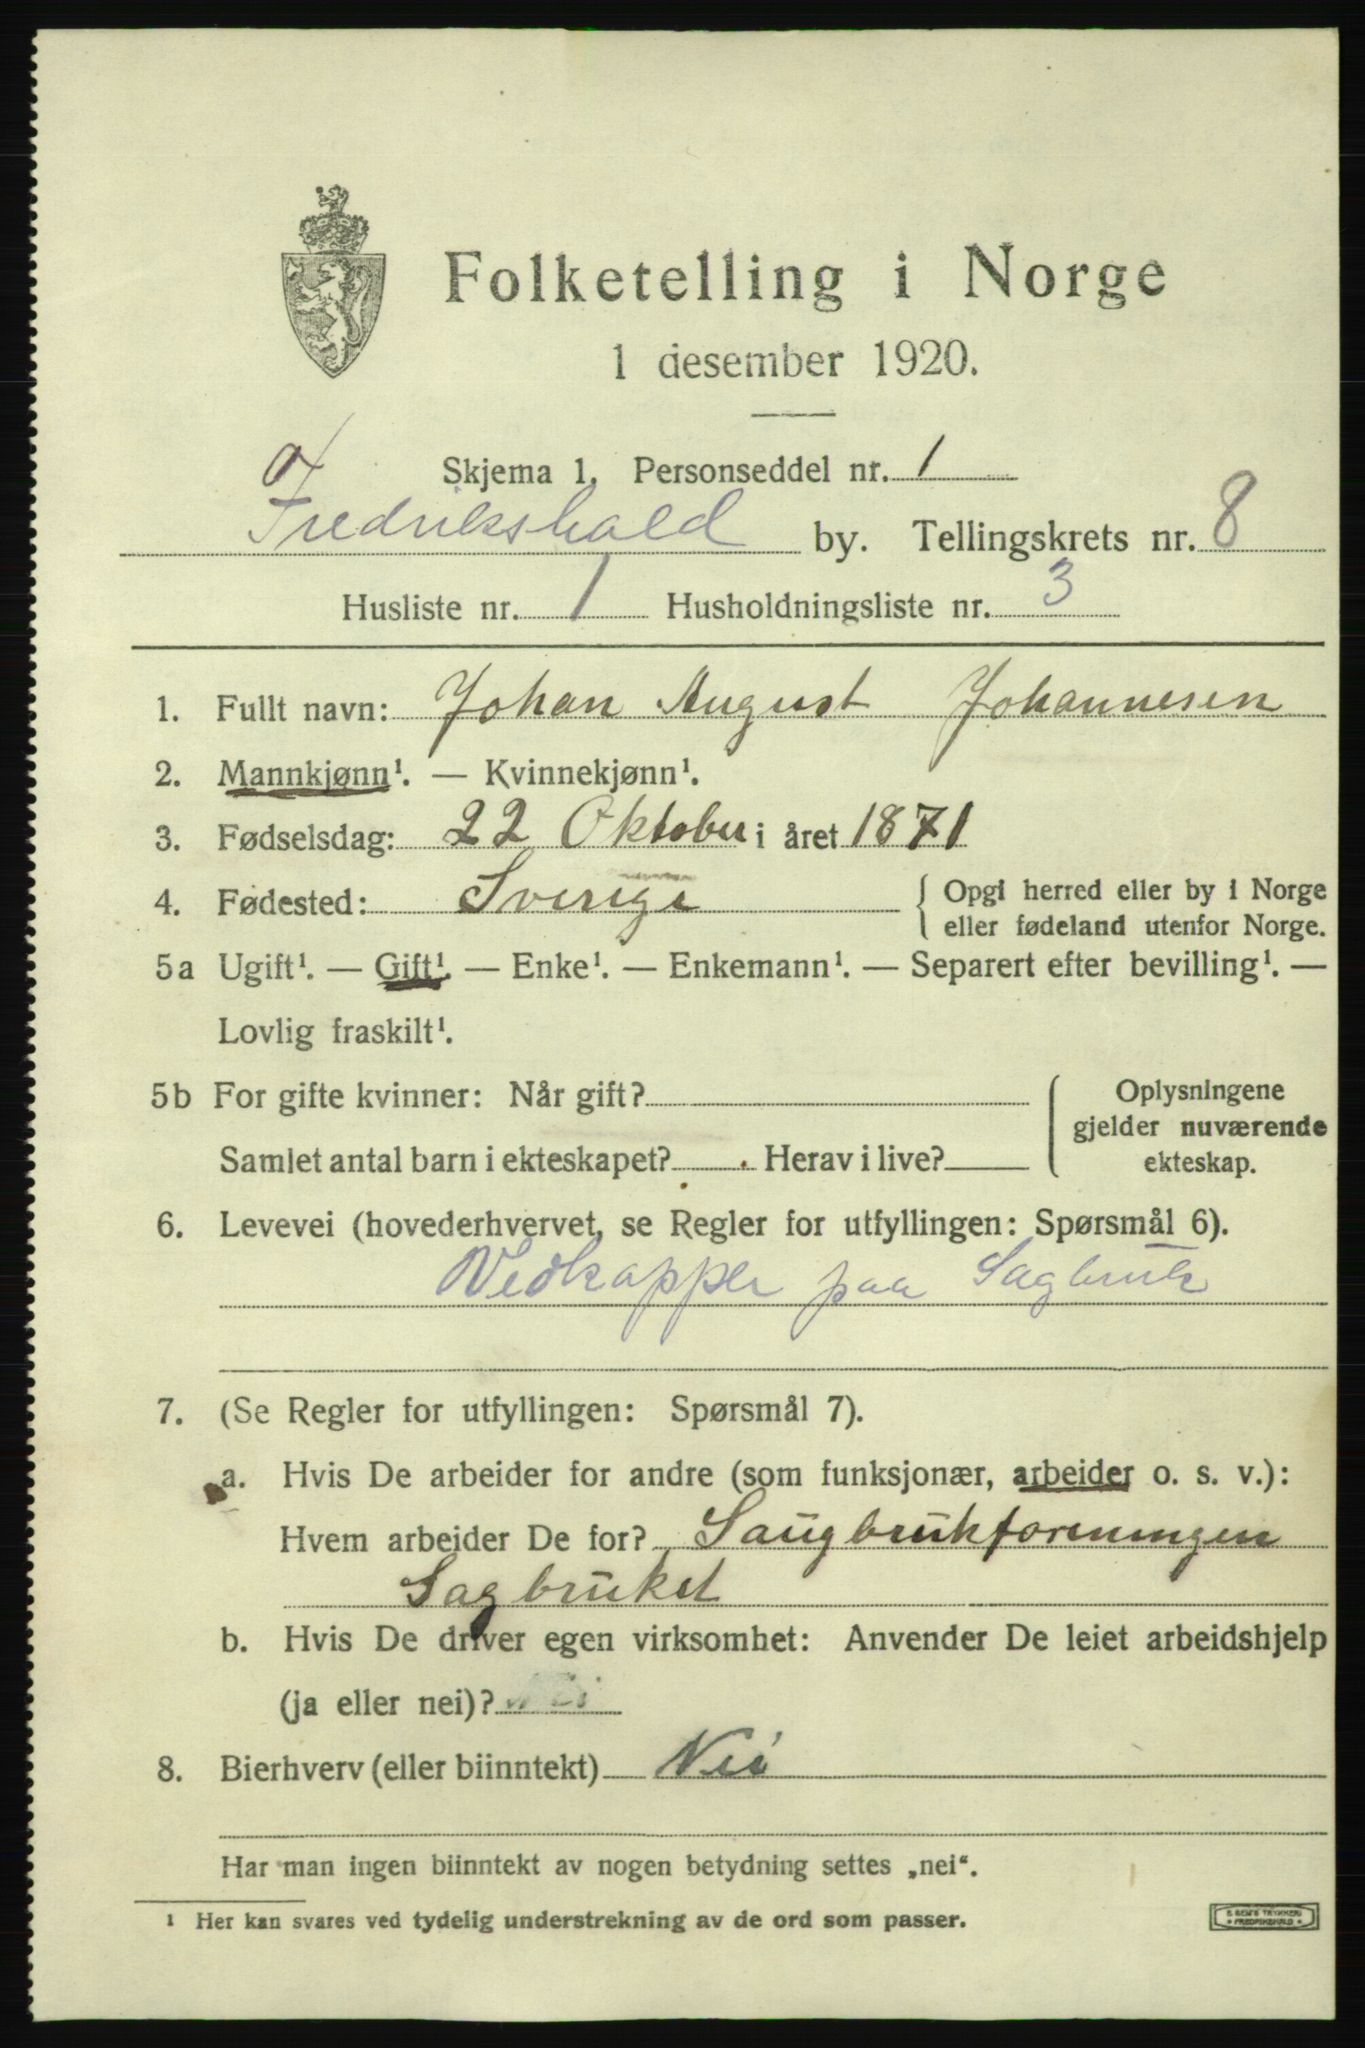 Folketelling i Norge
1 desember 1920.
Skjema 1. Personseddel nr. 1
Fredrikshald by. Tellingskrets nr. 8
Husliste nr. 1 Husholdningsliste nr. 3
1. Fullt navn: Johan August Johannesen
2. Mannkjønn¹. — Kvinnekjønn¹.
3. Fødselsdag: 22 Oktober i året 1871
4. Fødested: Sverige { Opgi herred eller by i Norge
eller fødeland utenfor Norge.
5a Ugift¹. — Gift¹. — Enke¹. — Enkemann¹. — Separert efter bevilling¹. —
Lovlig fraskilt¹.
5b For gifte kvinner: Når gift? Oplysningene
gjelder nuværende
Samlet antal barn i ekteskapet? Herav i live? ekteskap.
6. Levevei (hovederhvervet, se Regler for utfyllingen: Spørsmål 6).
Vedkapper paa Sagbruk
7. (Se Regler for utfyllingen: Spørsmål 7).
a. Hvis De arbeider for andre (som funksjonær, arbeider o. s. v.):
Hvem arbeider De for? Saugbrukforeningen
Sagbruket
b. Hvis De driver egen virksomhet: Anvender De leiet arbeidshjelp
(ja eller nei)? Nei
8. Bierhverv (eller biinntekt) Nei
Har man ingen biinntekt av nogen betydning settes „nei“.
¹ Her kan svares ved tydelig understrekning av de ord som passer.